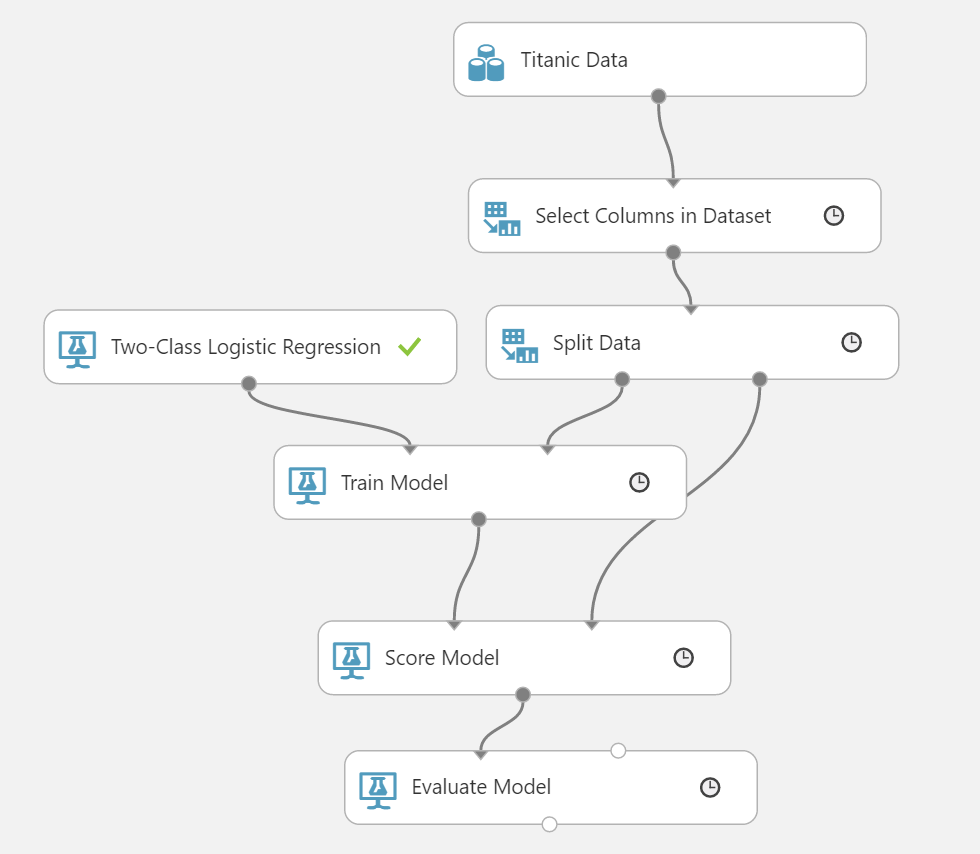 Titanic Data
Select Columns in Dataset
Two-Class Logistic Regression
Split Data
Train Model
Score Model
Evaluate Model